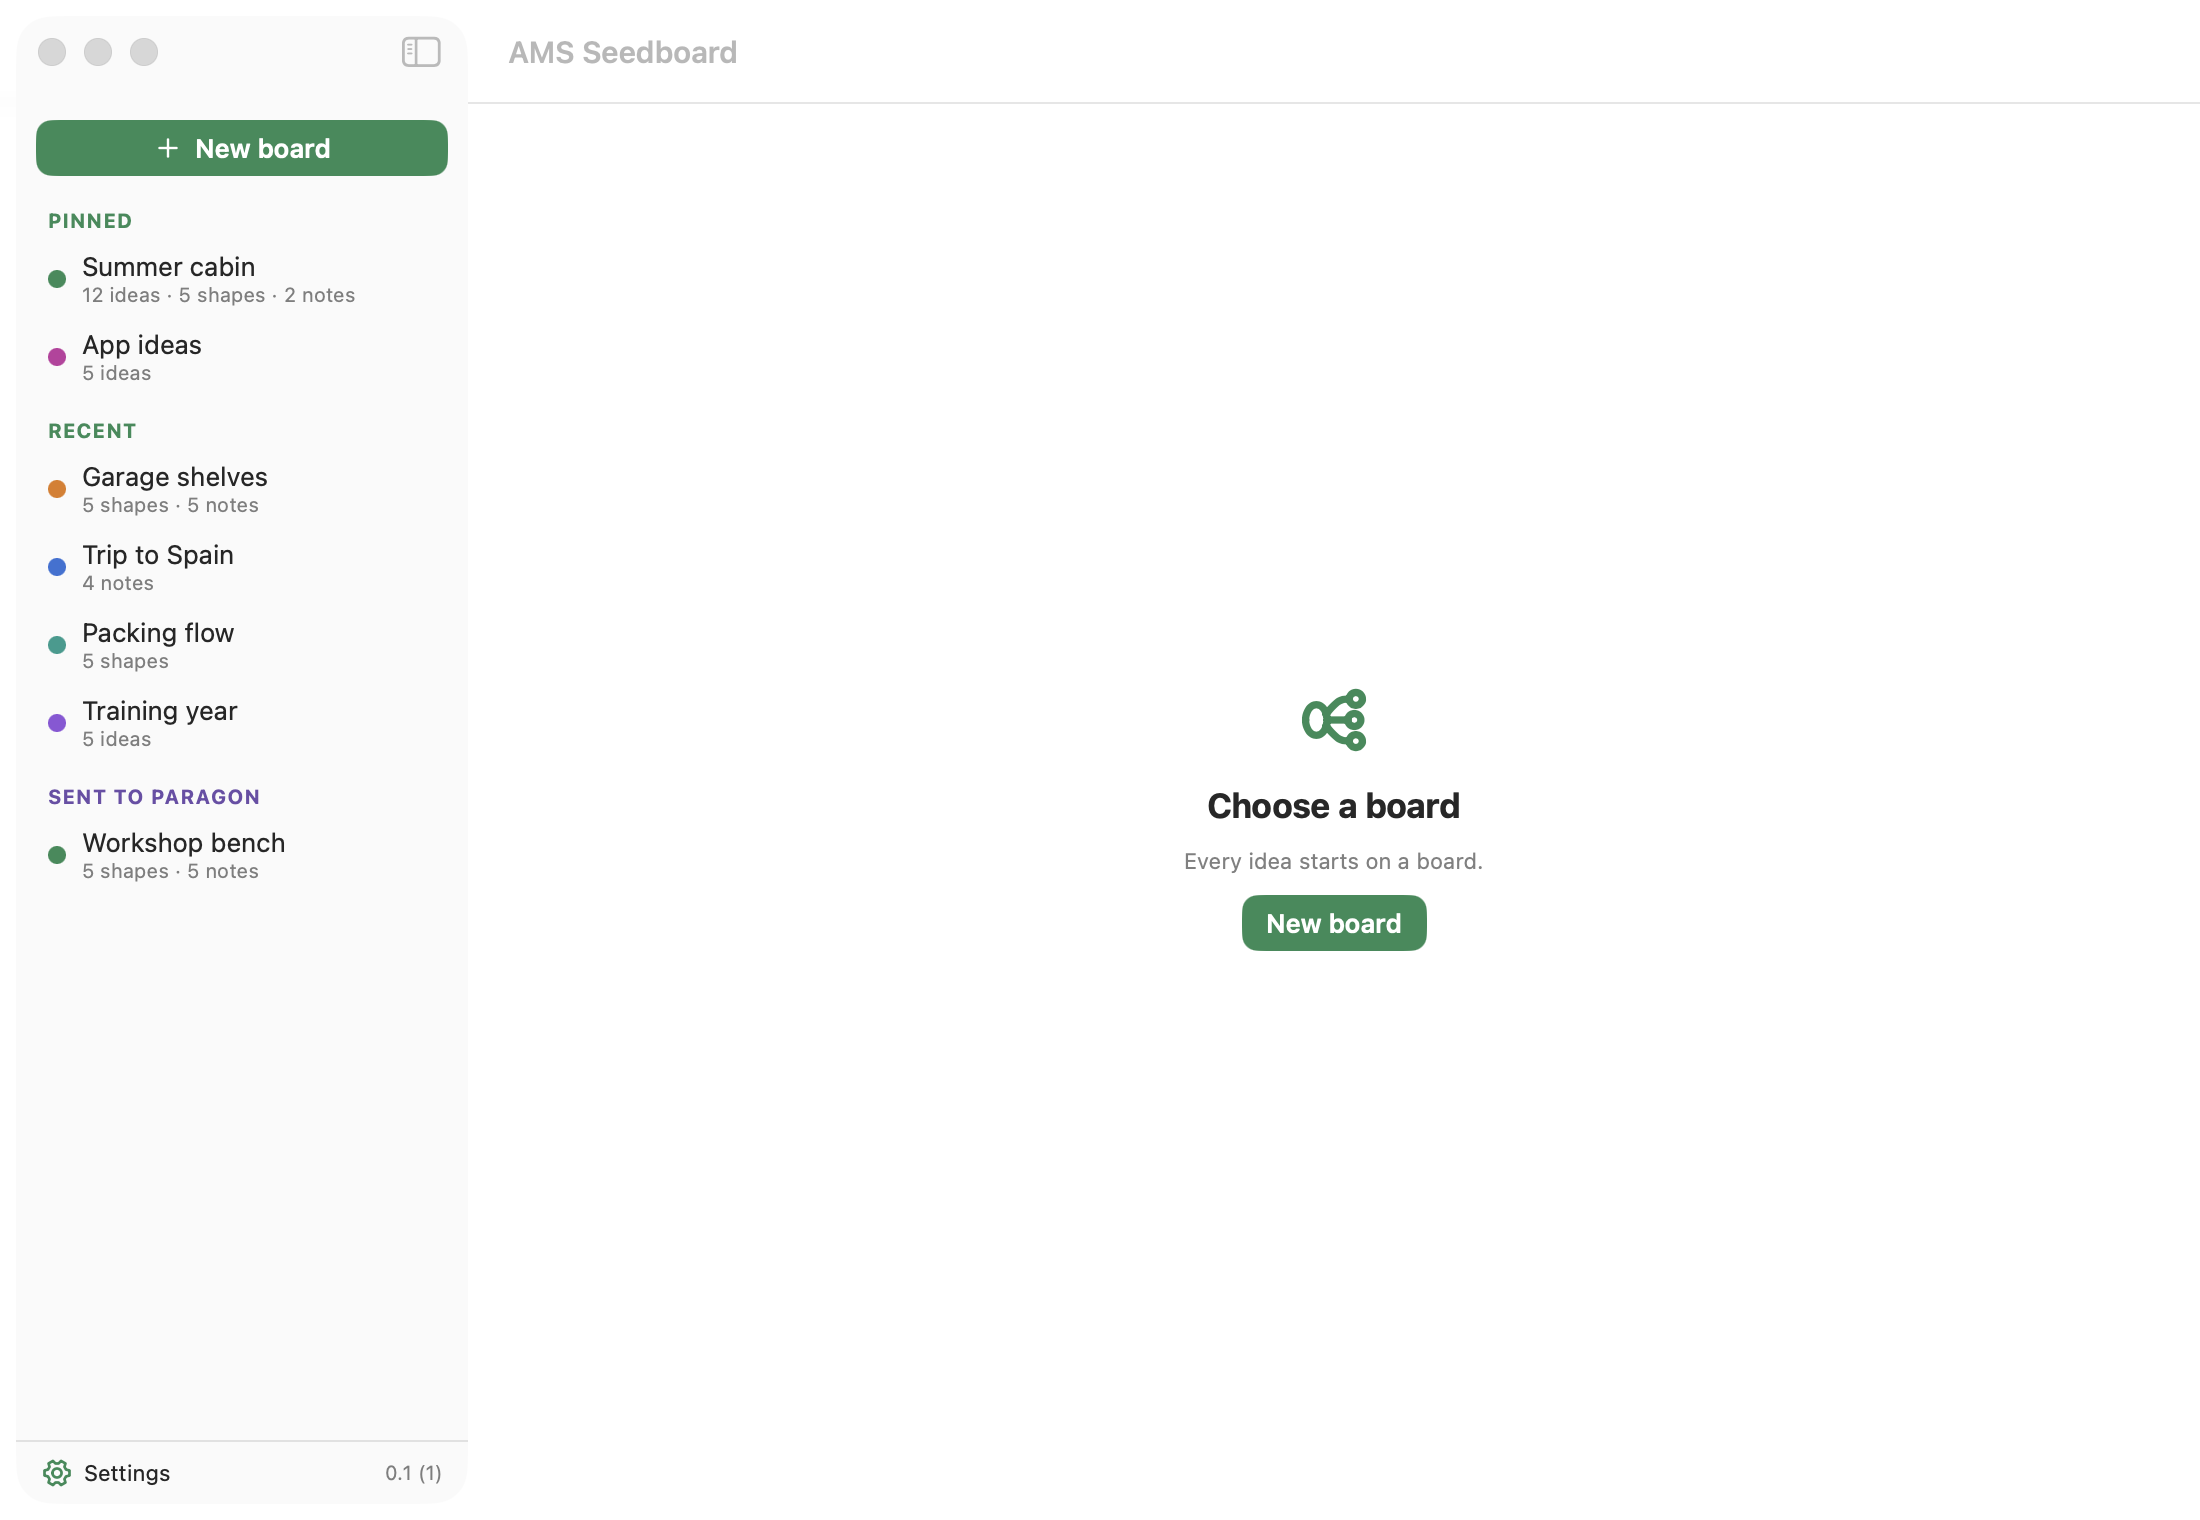 AMS Seedboard
+ New board
PINNED
Summer cabin
12 ideas · 5 shapes · 2 notes
App ideas
5 ideas
RECENT
Garage shelves
5 shapes · 5 notes
Trip to Spain
4 notes
Packing flow
5 shapes
Training year
5 ideas
SENT TO PARAGON
Workshop bench
5 shapes · 5 notes
Settings
0.1 (1)
Choose a board
Every idea starts on a board.
New board